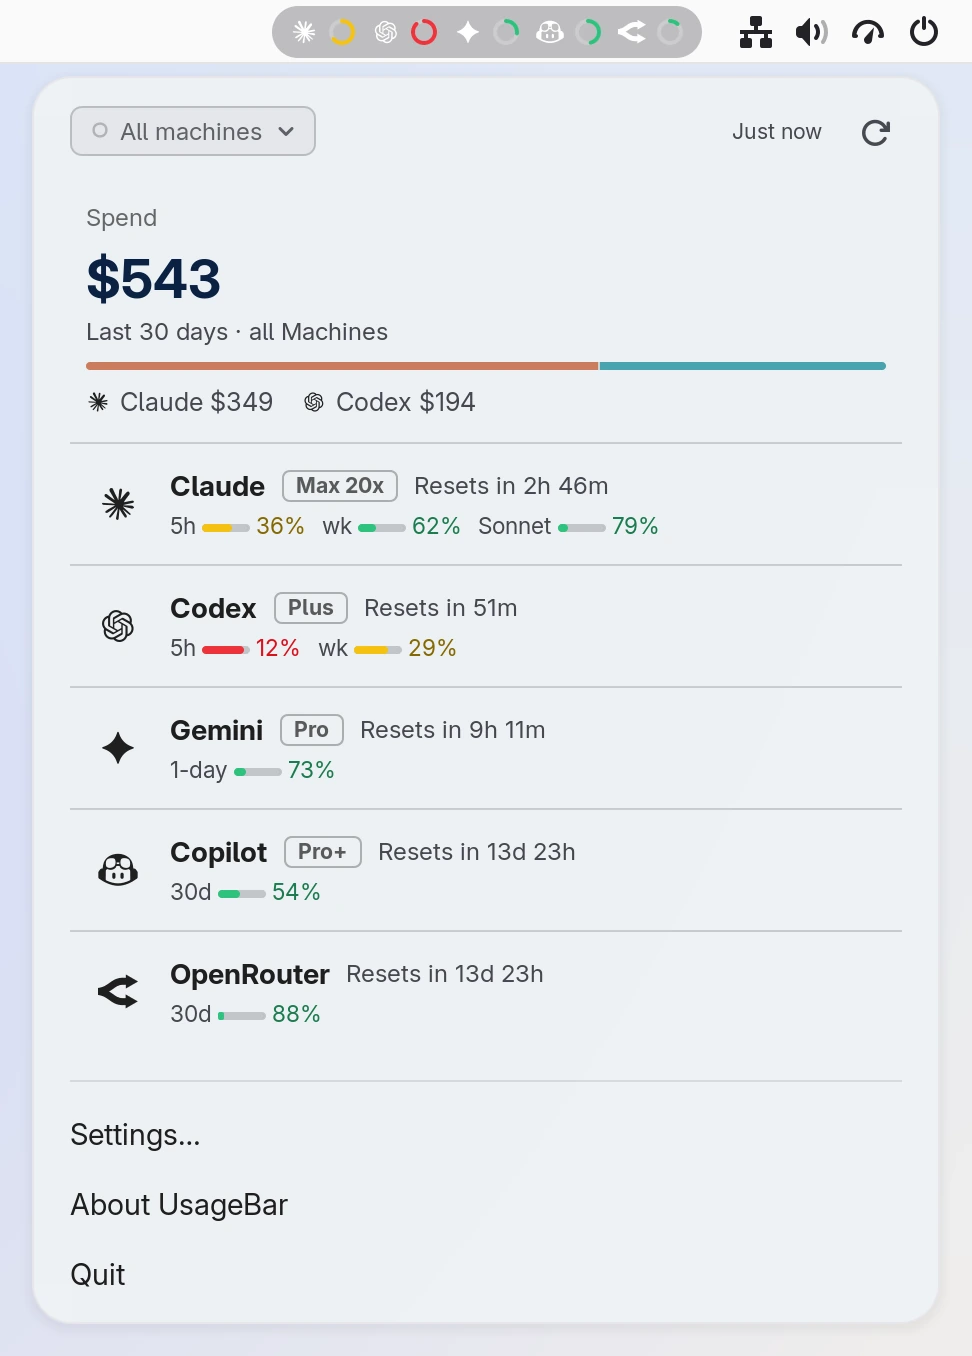 All machines
Just now
Spend
$543
Last 30 days · all Machines
Claude $349 Codex $194
Claude Max 20x Resets in 2h 46m
5h 36% wk 62% Sonnet 79%
Codex Plus Resets in 51m
5h 12% wk 29%
Gemini Pro Resets in 9h 11m
1-day 73%
Copilot Pro+ Resets in 13d 23h
30d 54%
OpenRouter Resets in 13d 23h
30d 88%
Settings...
About UsageBar
Quit